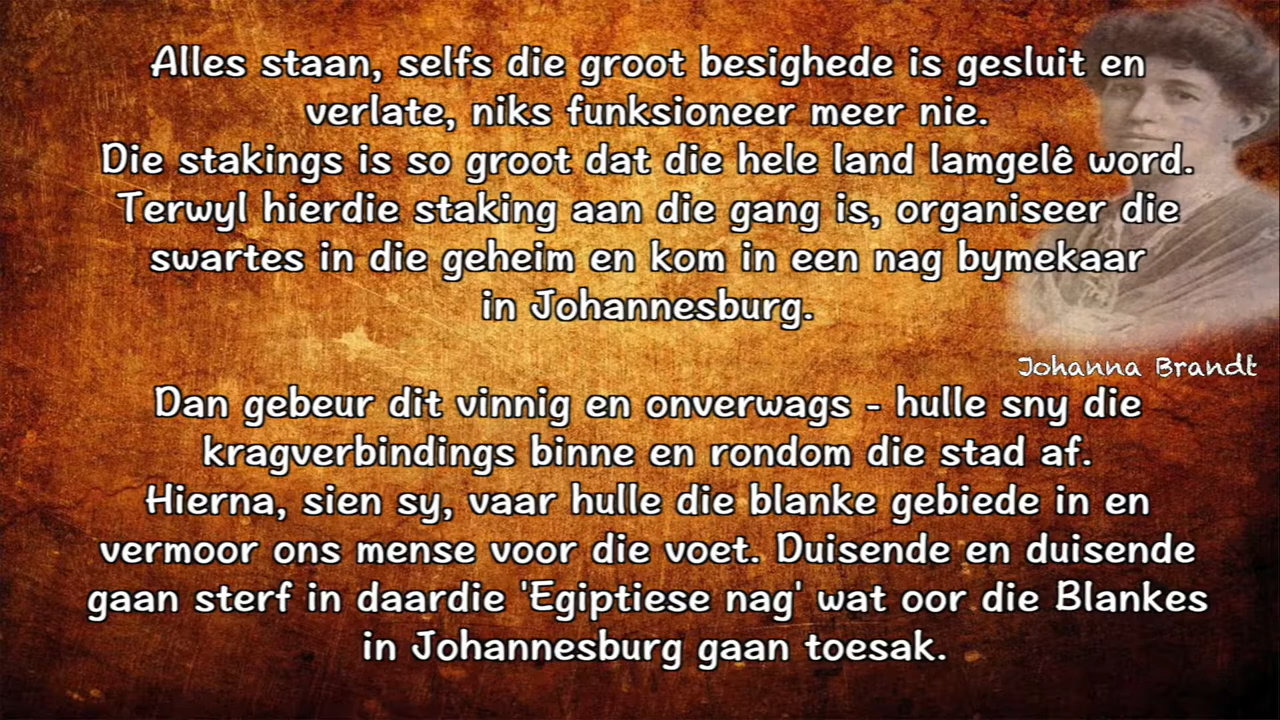 Alles staan, selfs die groot besighede is gesluit en
verlate, niks funksioneer meer nie.
Die stakings is so groot dat die hele land lamgelê word.
Terwyl hierdie staking aan die gang is, organiseer die
swartes in die geheim en kom in een nag bymekaar
in Johannesburg.
Johanna Brandt
Dan gebeur dit vinnig en onverwags - hulle sny die
kragverbindings binne en rondom die stad af.
Hierna, sien sy, vaar hulle die blanke gebiede in en
vermoor ons mense voor die voet. Duisende en duisende
gaan sterf in daardie 'Egiptiese nag' wat oor die Blankes
in Johannesburg gaan toesak.